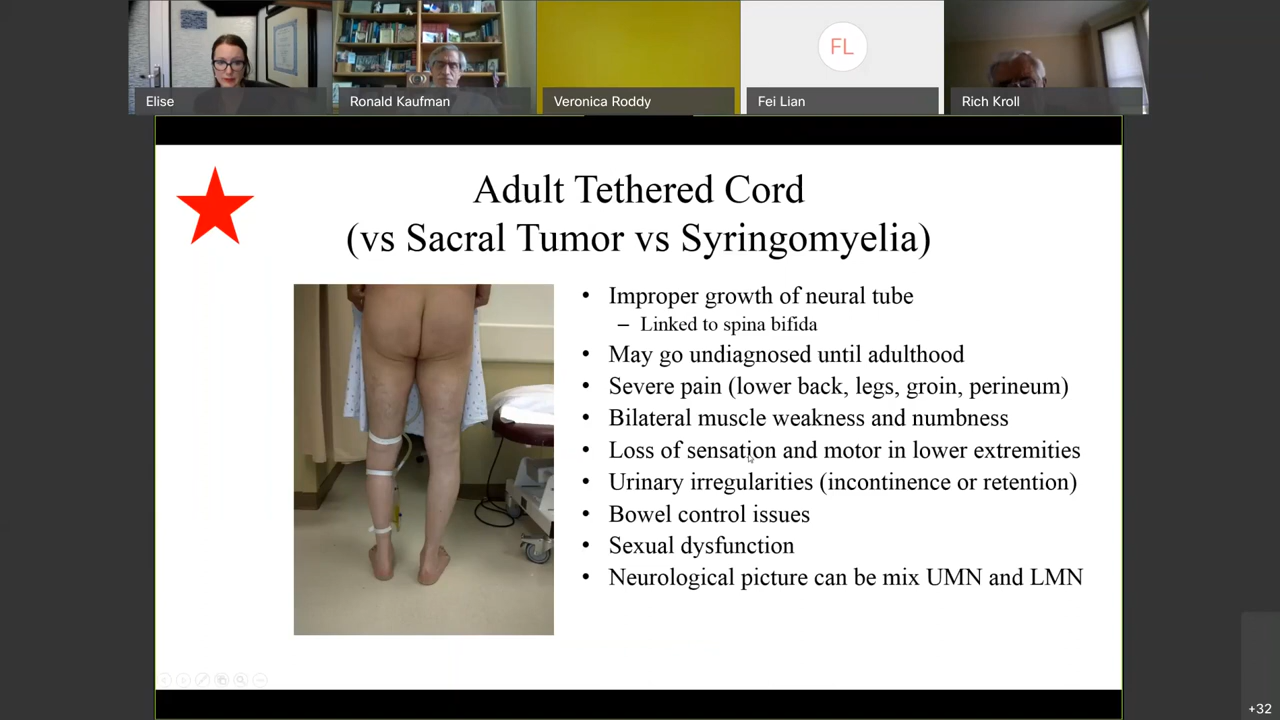 Elise
Ronald Kaufman
Veronica Roddy
FL
Fei Lian
Rich Kroll
Adult Tethered Cord
(vs Sacral Tumor vs Syringomyelia)
• Improper growth of neural tube
– Linked to spina bifida
• May go undiagnosed until adulthood
• Severe pain (lower back, legs, groin, perineum)
• Bilateral muscle weakness and numbness
• Loss of sensation and motor in lower extremities
• Urinary irregularities (incontinence or retention)
• Bowel control issues
• Sexual dysfunction
• Neurological picture can be mix UMN and LMN
+32